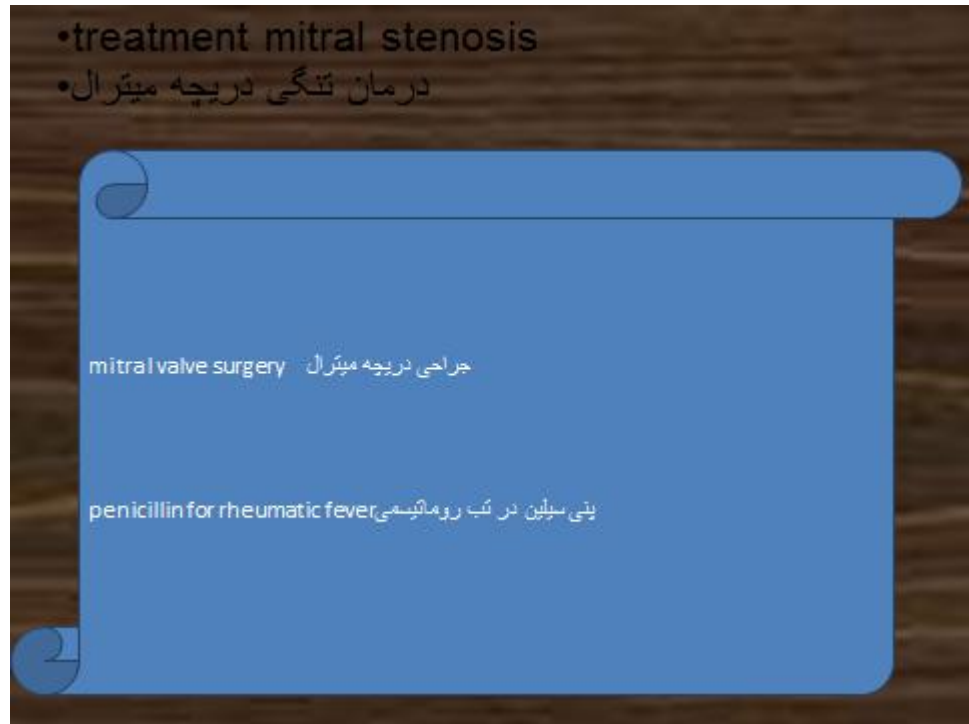 •treatment mitral stenosis
•درمان تنگی دریچه میترال
mitral valve surgery جراحی دریچه میترال
penicillin for rheumatic fever پنی سیلین در تب روماتیسمی